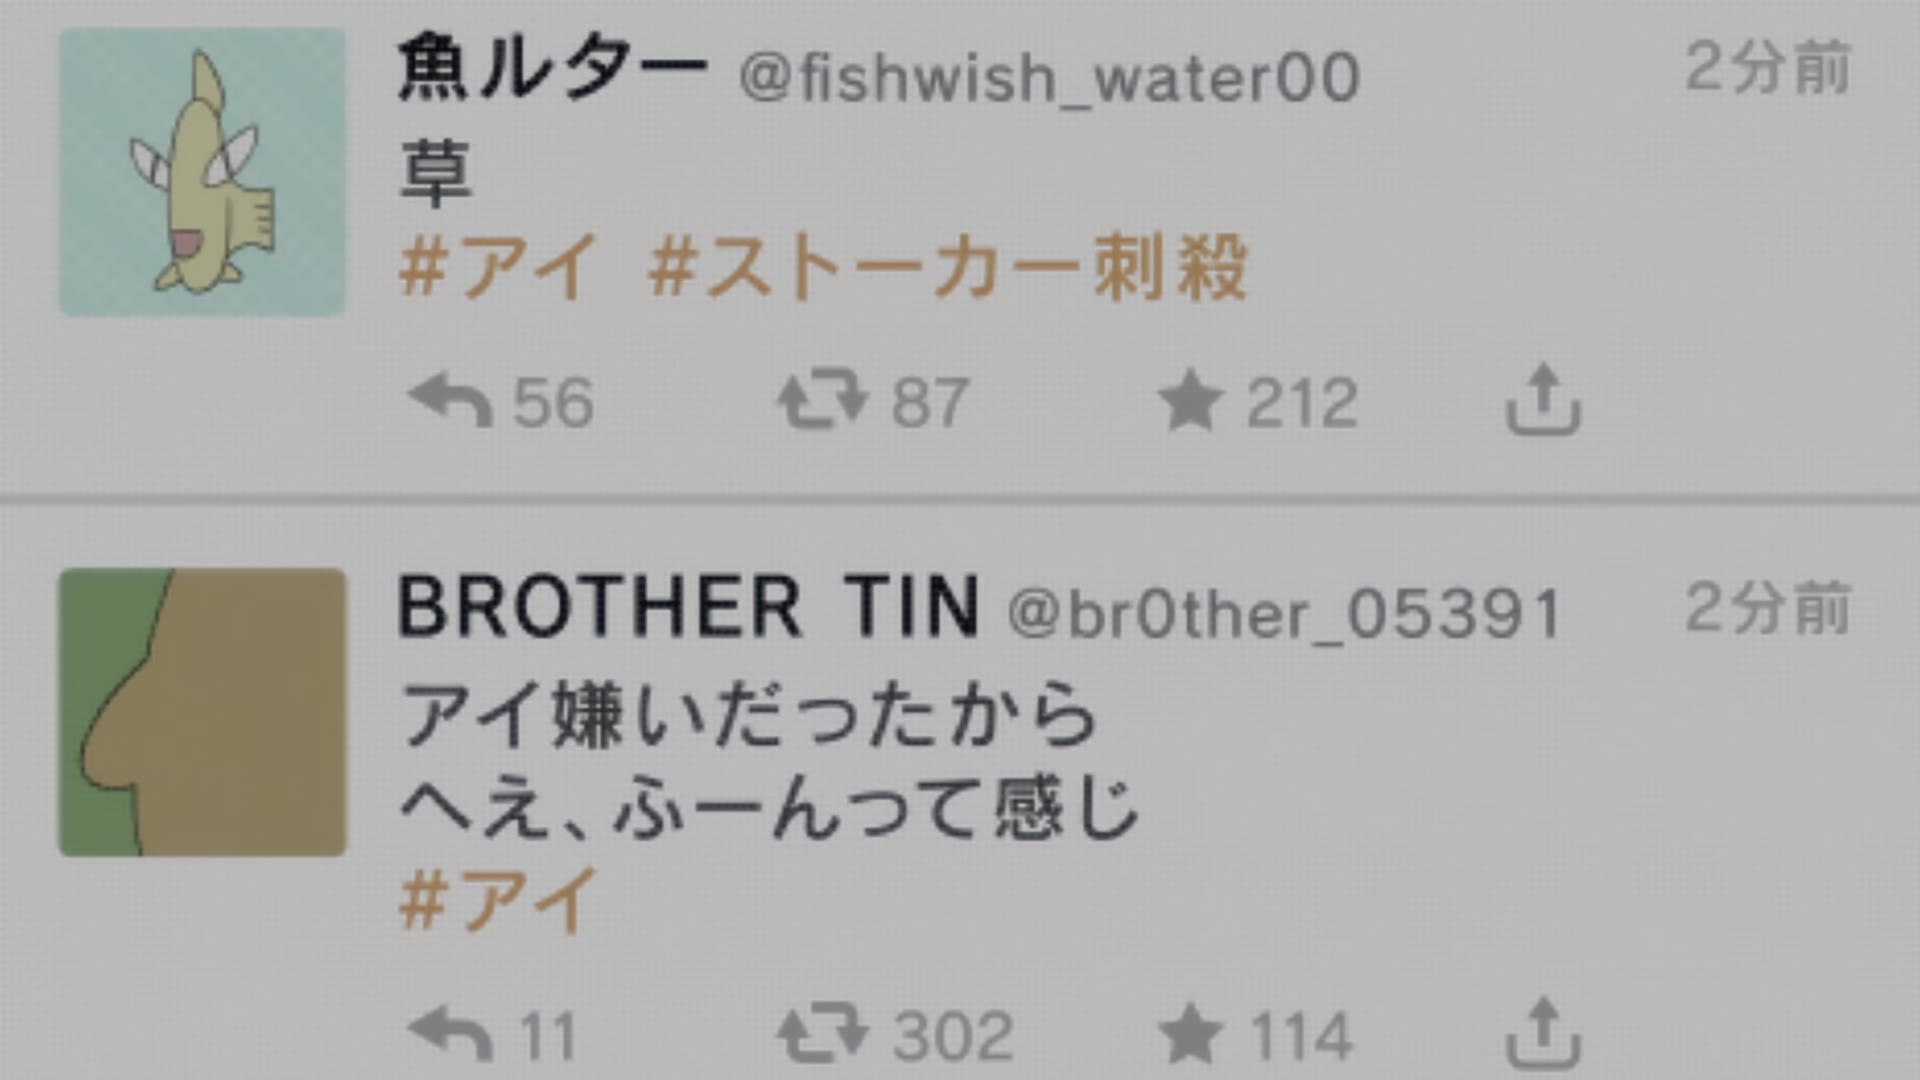 魚ルター @fishwish_water00 2分前
草
#アイ #ストーカー刺殺
56 87 212
BROTHER TIN @br0ther_05391 2分前
アイ嫌いだったから
へえ、ふーんって感じ
#アイ
11 302 114